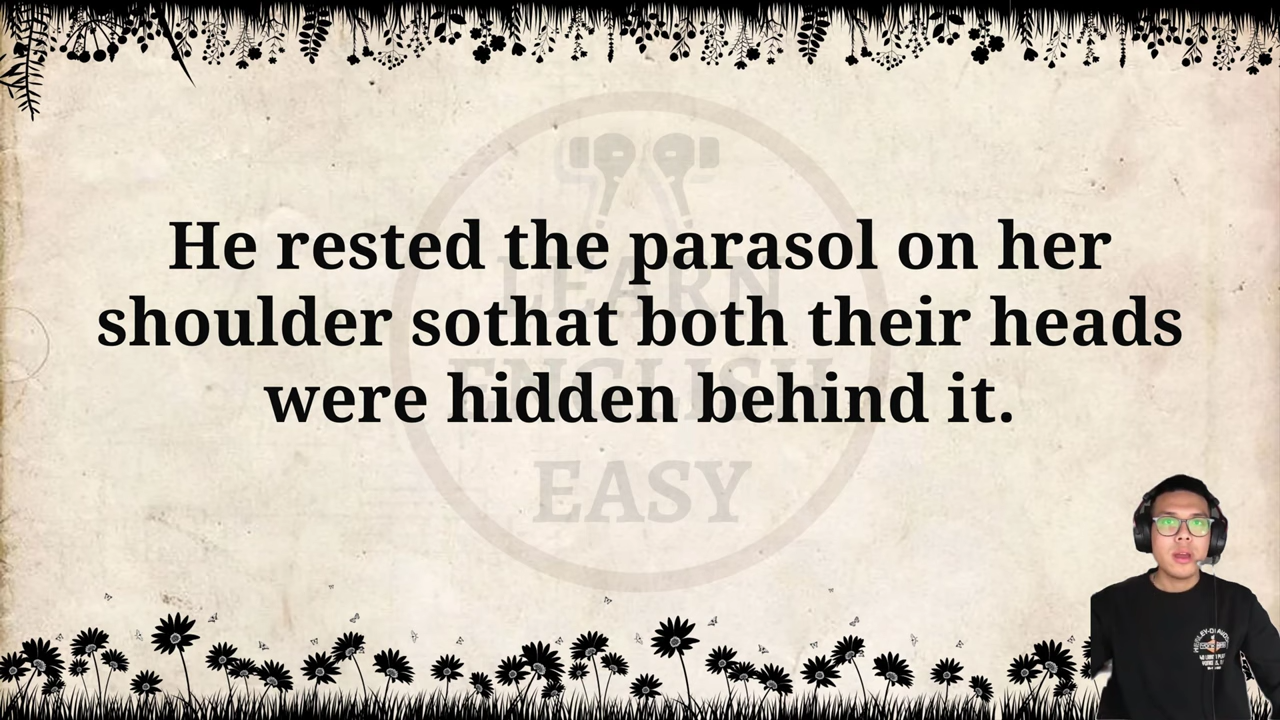 He rested the parasol on her
shoulder sothat both their heads
were hidden behind it.
LEARN
ENGLISH
EASY